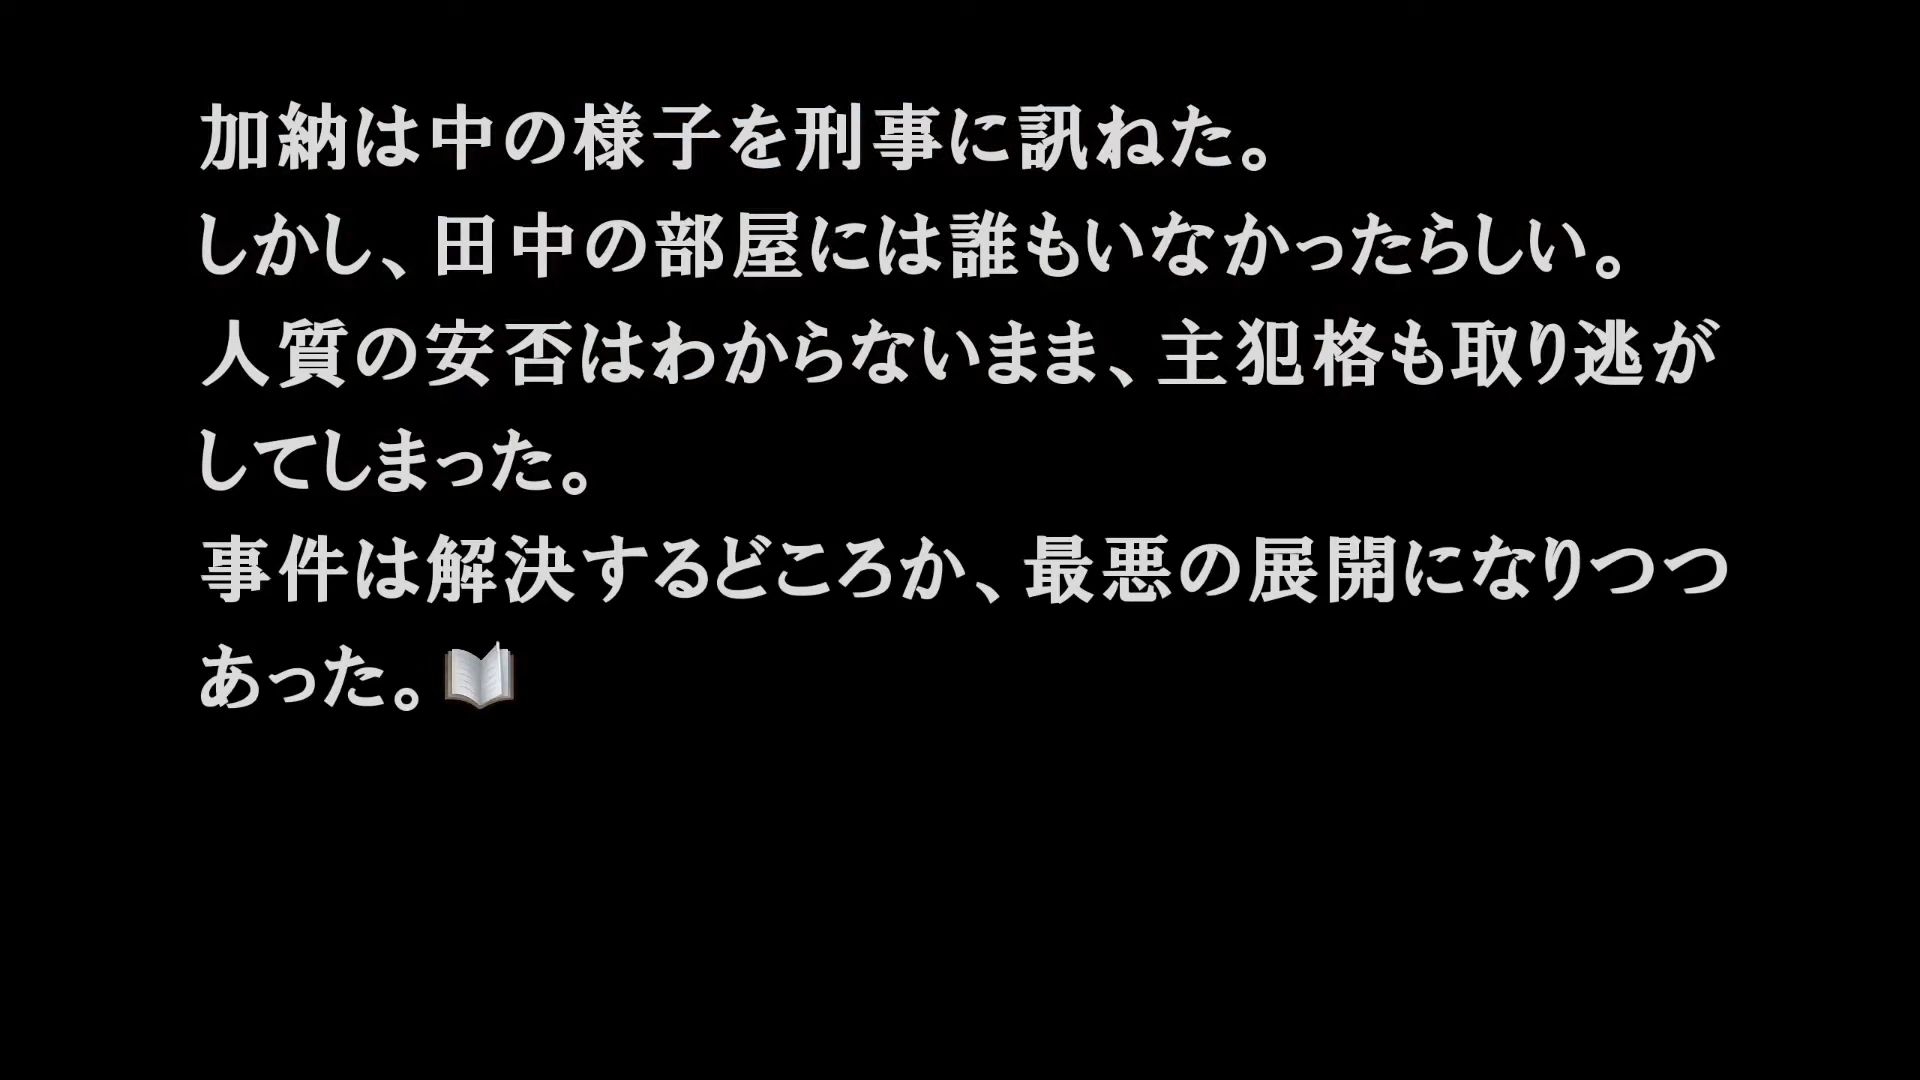 加納は中の様子を刑事に訊ねた。
しかし、田中の部屋には誰もいなかったらしい。
人質の安否はわからないまま、主犯格も取り逃が
してしまった。
事件は解決するどころか、最悪の展開になりつつ
あった。